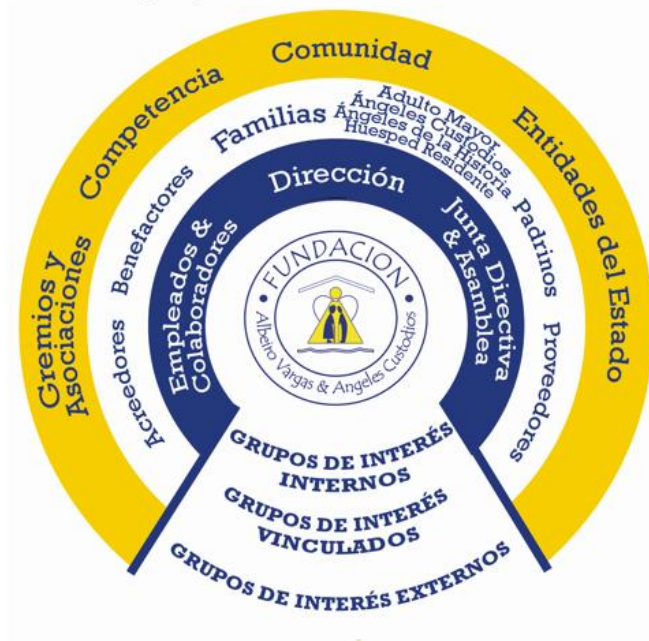 Gremios y
Asociaciones
Competencia
Comunidad
Entidades del Estado
Acreedores
Benefactores
Familias
Adulto Mayor
Ángeles Custodios
Ángeles de la Historia
Húesped Residente
Padrinos
Proveedores
Empleados &
Colaboradores
Dirección
Junta Directiva
& Asamblea
FUNDACION
Albeiro Vargas & Angeles Custodios
GRUPOS DE INTERÉS
INTERNOS
GRUPOS DE INTERÉS
VINCULADOS
GRUPOS DE INTERÉS EXTERNOS